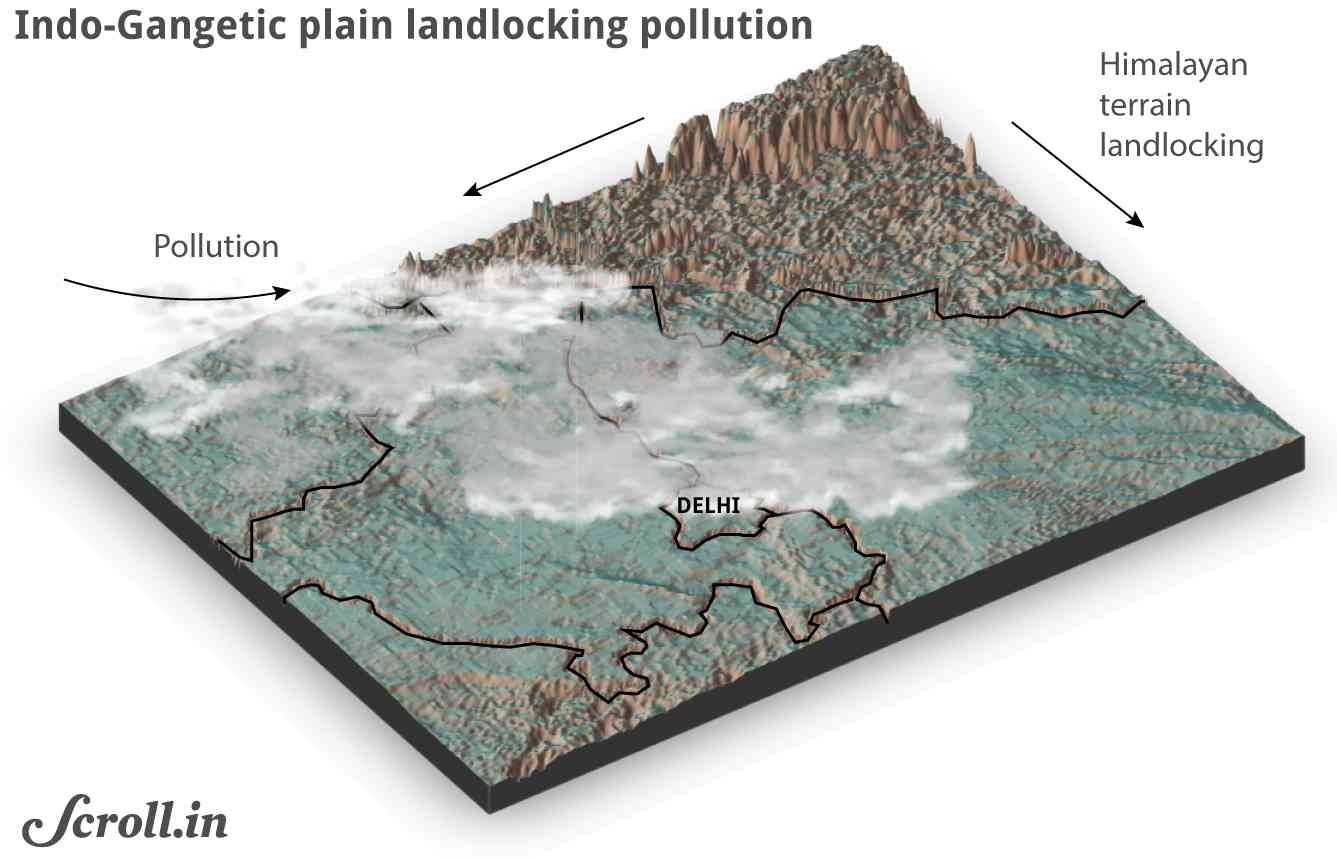 Indo-Gangetic plain landlocking pollution
Himalayan
terrain
landlocking
Pollution
DELHI
Scroll.in